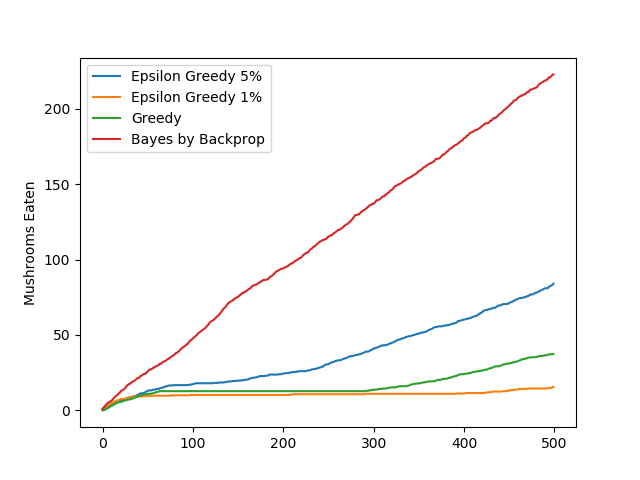 Epsilon Greedy 5%
Epsilon Greedy 1%
Greedy
Bayes by Backprop
Mushrooms Eaten
200
150
100
50
0
0 100 200 300 400 500